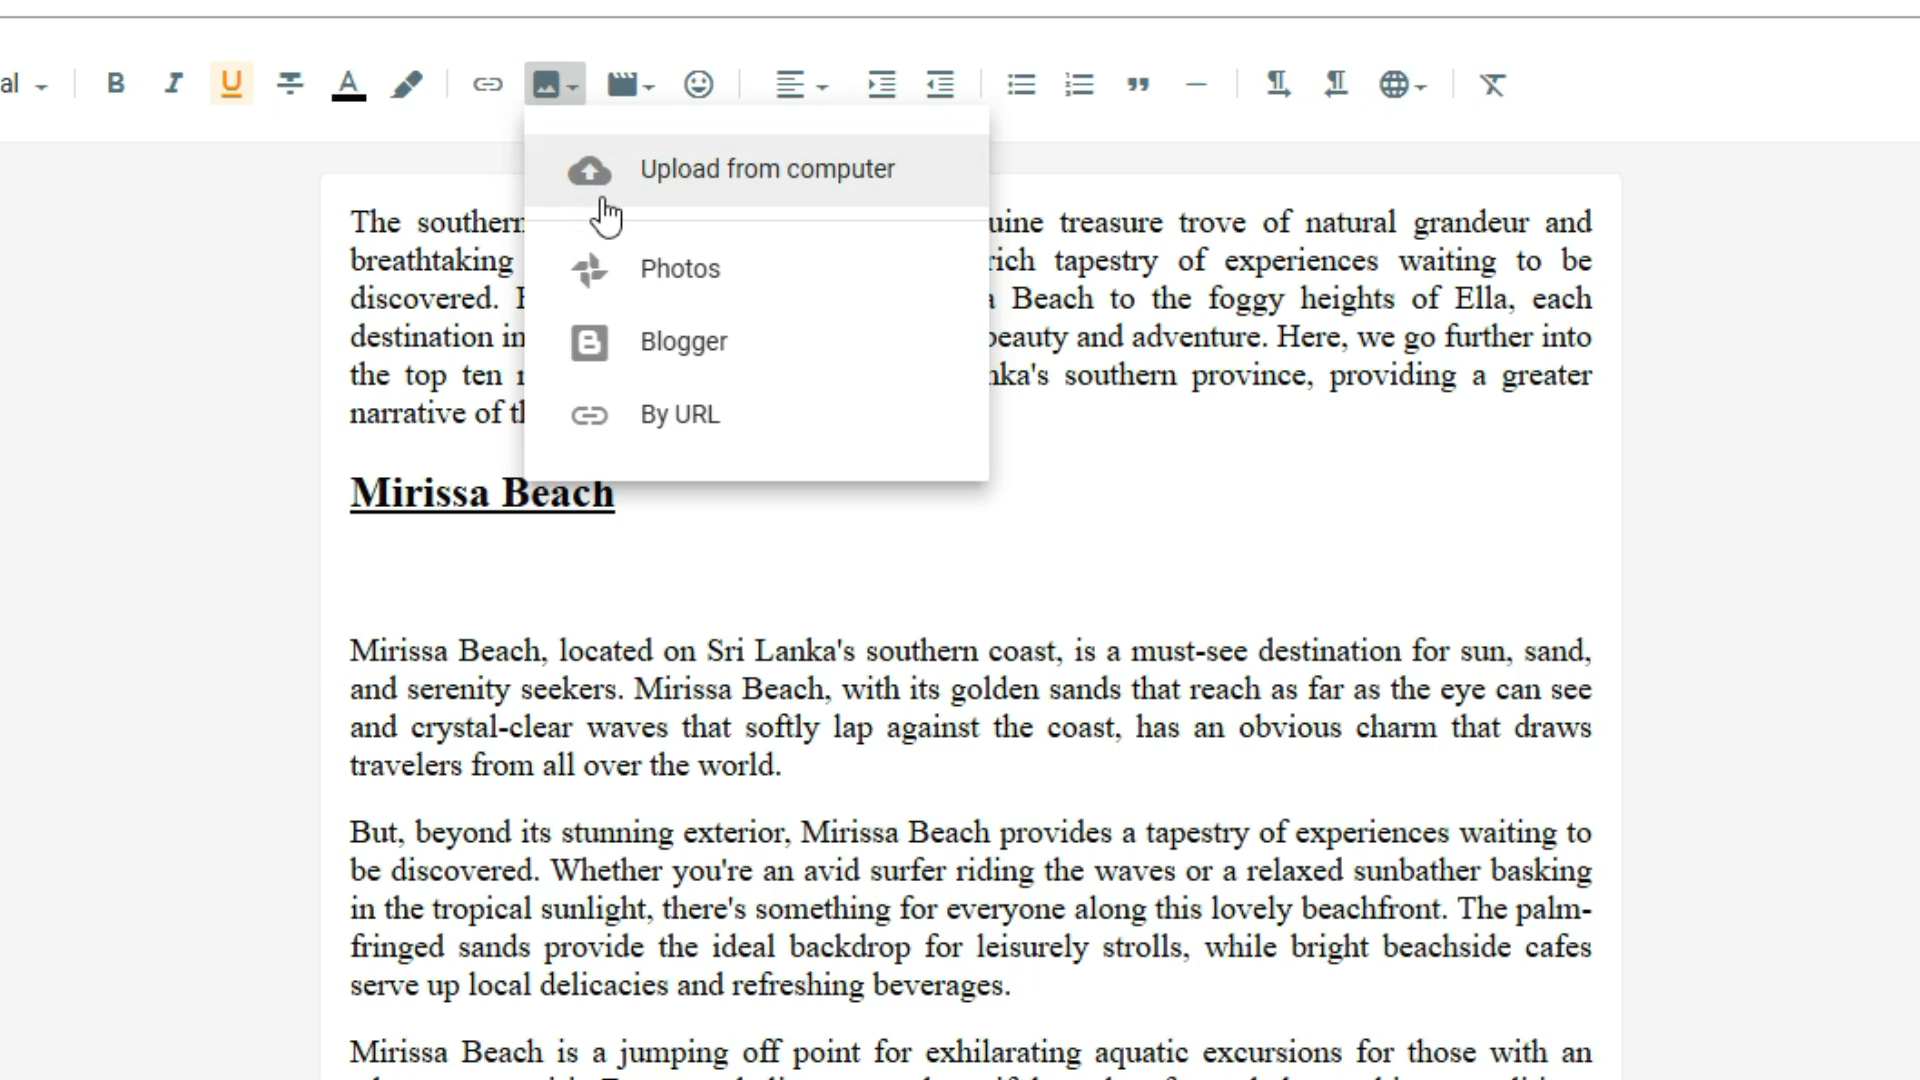 al
Upload from computer
Photos
Blogger
By URL
The southern uine treasure trove of natural grandeur and
breathtaking rich tapestry of experiences waiting to be
discovered. Beach to the foggy heights of Ella, each
destination in beauty and adventure. Here, we go further into
the top ten nka's southern province, providing a greater
narrative of
Mirissa Beach
Mirissa Beach, located on Sri Lanka's southern coast, is a must-see destination for sun, sand,
and serenity seekers. Mirissa Beach, with its golden sands that reach as far as the eye can see
and crystal-clear waves that softly lap against the coast, has an obvious charm that draws
travelers from all over the world.
But, beyond its stunning exterior, Mirissa Beach provides a tapestry of experiences waiting to
be discovered. Whether you're an avid surfer riding the waves or a relaxed sunbather basking
in the tropical sunlight, there's something for everyone along this lovely beachfront. The palm-
fringed sands provide the ideal backdrop for leisurely strolls, while bright beachside cafes
serve up local delicacies and refreshing beverages.
Mirissa Beach is a jumping off point for exhilarating aquatic excursions for those with an